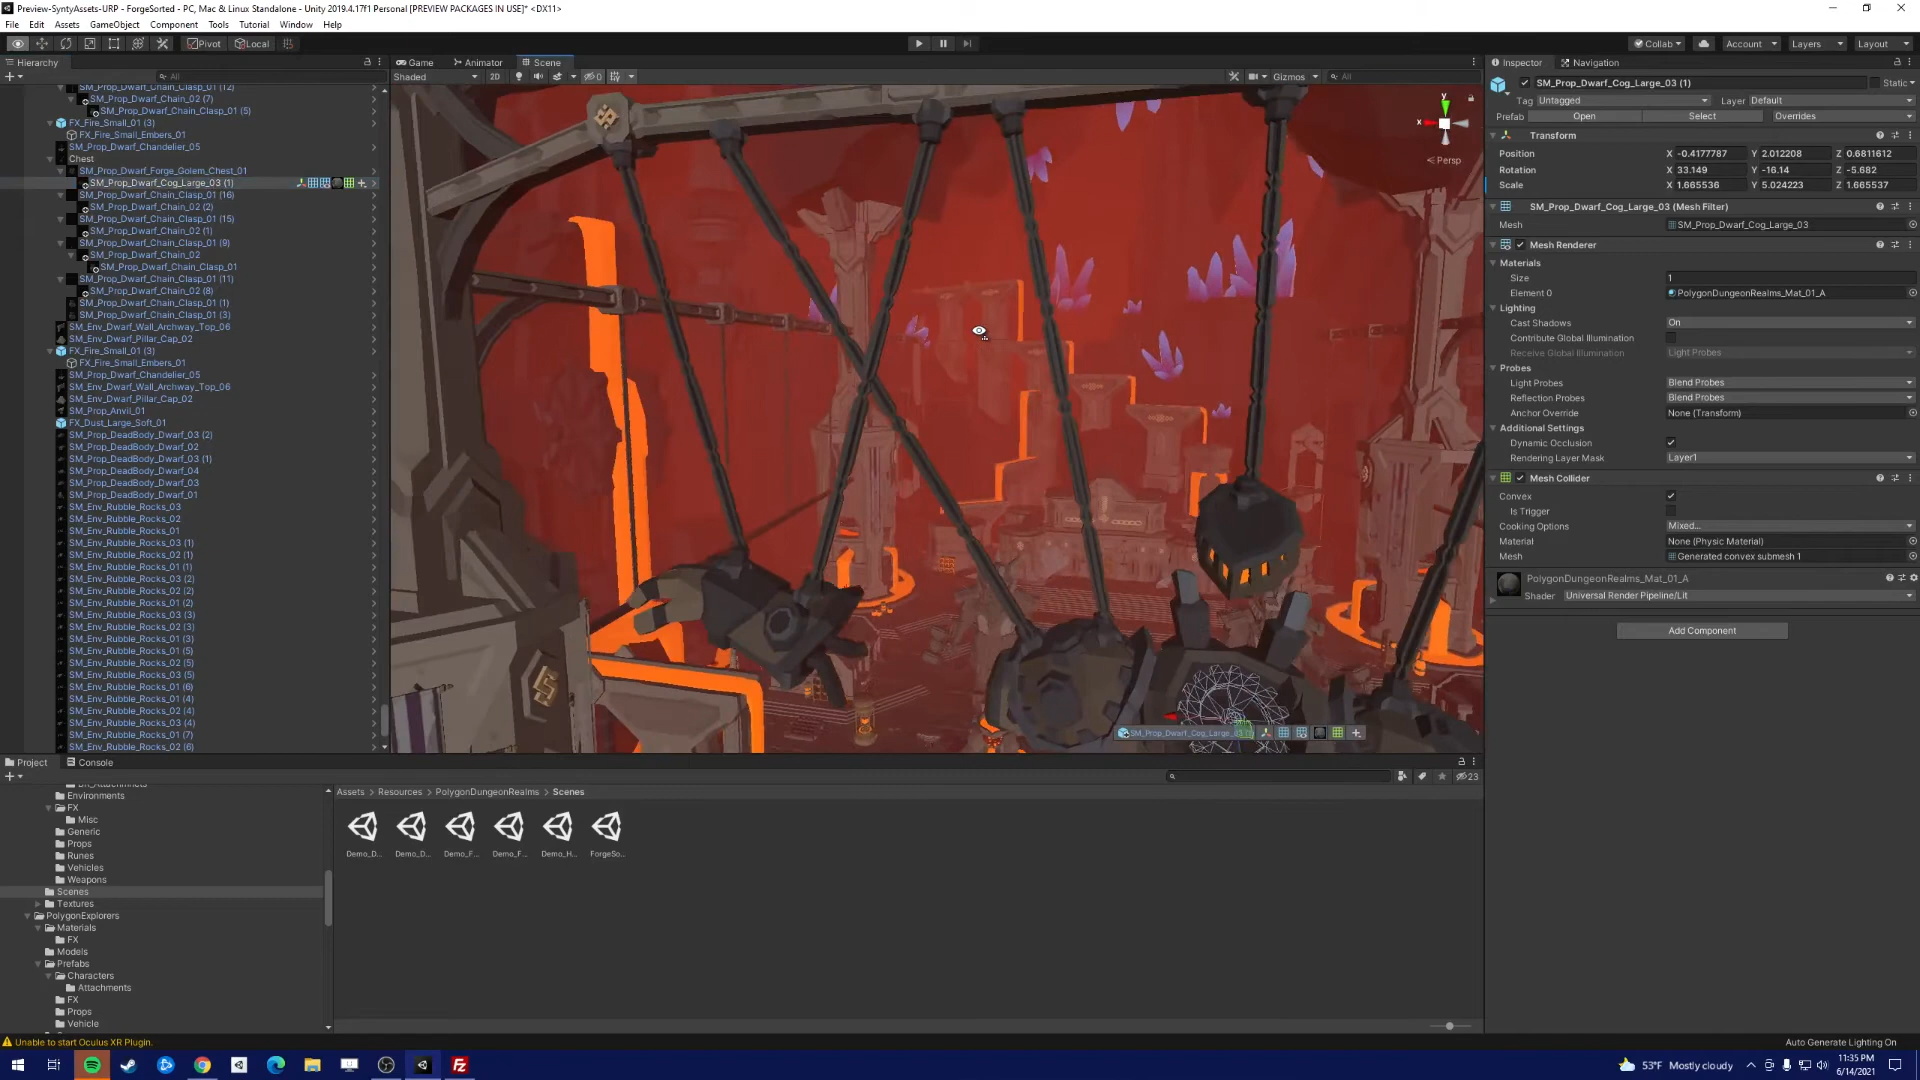 Preview-SyntyAssets-URP - ForgeSorted - PC, Mac & Linux Standalone - Unity 2019.4.17f1 Personal [PREVIEW PACKAGES IN USE]* <DX11>
File Edit Assets GameObject Component Tools Tutorial Window Help
Pivot Local Collab Account Layers Layout
Hierarchy
All
SM_Prop_Dwarf_Chain_Clasp_01 (12)
SM_Prop_Dwarf_Chain_02 (7)
SM_Prop_Dwarf_Chain_Clasp_01 (5)
FX_Fire_Small_01 (3)
FX_Fire_Small_Embers_01
SM_Prop_Dwarf_Chandelier_05
Chest
SM_Prop_Dwarf_Forge_Golem_Chest_01
SM_Prop_Dwarf_Cog_Large_03 (1)
SM_Prop_Dwarf_Chain_Clasp_01 (16)
SM_Prop_Dwarf_Chain_02 (2)
SM_Prop_Dwarf_Chain_Clasp_01 (15)
SM_Prop_Dwarf_Chain_02 (1)
SM_Prop_Dwarf_Chain_Clasp_01 (9)
SM_Prop_Dwarf_Chain_02
SM_Prop_Dwarf_Chain_Clasp_01
SM_Prop_Dwarf_Chain_Clasp_01 (11)
SM_Prop_Dwarf_Chain_02 (8)
SM_Prop_Dwarf_Chain_Clasp_01 (1)
SM_Prop_Dwarf_Chain_Clasp_01 (3)
SM_Env_Dwarf_Wall_Archway_Top_06
SM_Env_Dwarf_Pillar_Cap_02
FX_Fire_Small_01 (3)
FX_Fire_Small_Embers_01
SM_Prop_Dwarf_Chandelier_05
SM_Env_Dwarf_Wall_Archway_Top_06
SM_Env_Dwarf_Pillar_Cap_02
SM_Prop_Anvil_01
FX_Dust_Large_Soft_01
SM_Prop_DeadBody_Dwarf_03 (2)
SM_Prop_DeadBody_Dwarf_02
SM_Prop_DeadBody_Dwarf_03 (1)
SM_Prop_DeadBody_Dwarf_04
SM_Prop_DeadBody_Dwarf_03
SM_Prop_DeadBody_Dwarf_01
SM_Env_Rubble_Rocks_03
SM_Env_Rubble_Rocks_02
SM_Env_Rubble_Rocks_01
SM_Env_Rubble_Rocks_03 (1)
SM_Env_Rubble_Rocks_02 (1)
SM_Env_Rubble_Rocks_01 (1)
SM_Env_Rubble_Rocks_03 (2)
SM_Env_Rubble_Rocks_02 (2)
SM_Env_Rubble_Rocks_01 (2)
SM_Env_Rubble_Rocks_03 (3)
SM_Env_Rubble_Rocks_02 (3)
SM_Env_Rubble_Rocks_01 (3)
SM_Env_Rubble_Rocks_01 (5)
SM_Env_Rubble_Rocks_02 (5)
SM_Env_Rubble_Rocks_03 (5)
SM_Env_Rubble_Rocks_01 (6)
SM_Env_Rubble_Rocks_01 (4)
SM_Env_Rubble_Rocks_02 (4)
SM_Env_Rubble_Rocks_03 (4)
SM_Env_Rubble_Rocks_01 (7)
SM_Env_Rubble_Rocks_02 (6)
Game Animator Scene
Shaded 2D 0 Gizmos All
y
x
Persp
Inspector Navigation
SM_Prop_Dwarf_Cog_Large_03 (1) Static
Tag Untagged Layer Default
Prefab Open Select Overrides
Transform
Position X -0.4177787 Y 2.012208 Z 0.6811612
Rotation X 33.149 Y -16.14 Z -5.682
Scale X 1.665536 Y 5.024223 Z 1.665537
SM_Prop_Dwarf_Cog_Large_03 (Mesh Filter)
Mesh SM_Prop_Dwarf_Cog_Large_03
Mesh Renderer
Materials
Size 1
Element 0 PolygonDungeonRealms_Mat_01_A
Lighting
Cast Shadows On
Contribute Global Illumination
Receive Global Illumination Light Probes
Probes
Light Probes Blend Probes
Reflection Probes Blend Probes
Anchor Override None (Transform)
Additional Settings
Dynamic Occlusion
Rendering Layer Mask Layer1
Mesh Collider
Convex
Is Trigger
Cooking Options Mixed...
Material None (Physic Material)
Mesh Generated convex submesh 1
PolygonDungeonRealms_Mat_01_A
Shader Universal Render Pipeline/Lit
Add Component
Project Console
23
Environments
FX
Misc
Generic
Props
Runes
Vehicles
Weapons
Scenes
Textures
PolygonExplorers
Materials
FX
Models
Prefabs
Characters
Attachments
FX
Props
Vehicle
Assets Resources PolygonDungeonRealms Scenes
Demo_D... Demo_D... Demo_F... Demo_F... Demo_H... ForgeSo...
Unable to start Oculus XR Plugin.
Auto Generate Lighting On
53°F Mostly cloudy
11:35 PM
6/14/2021